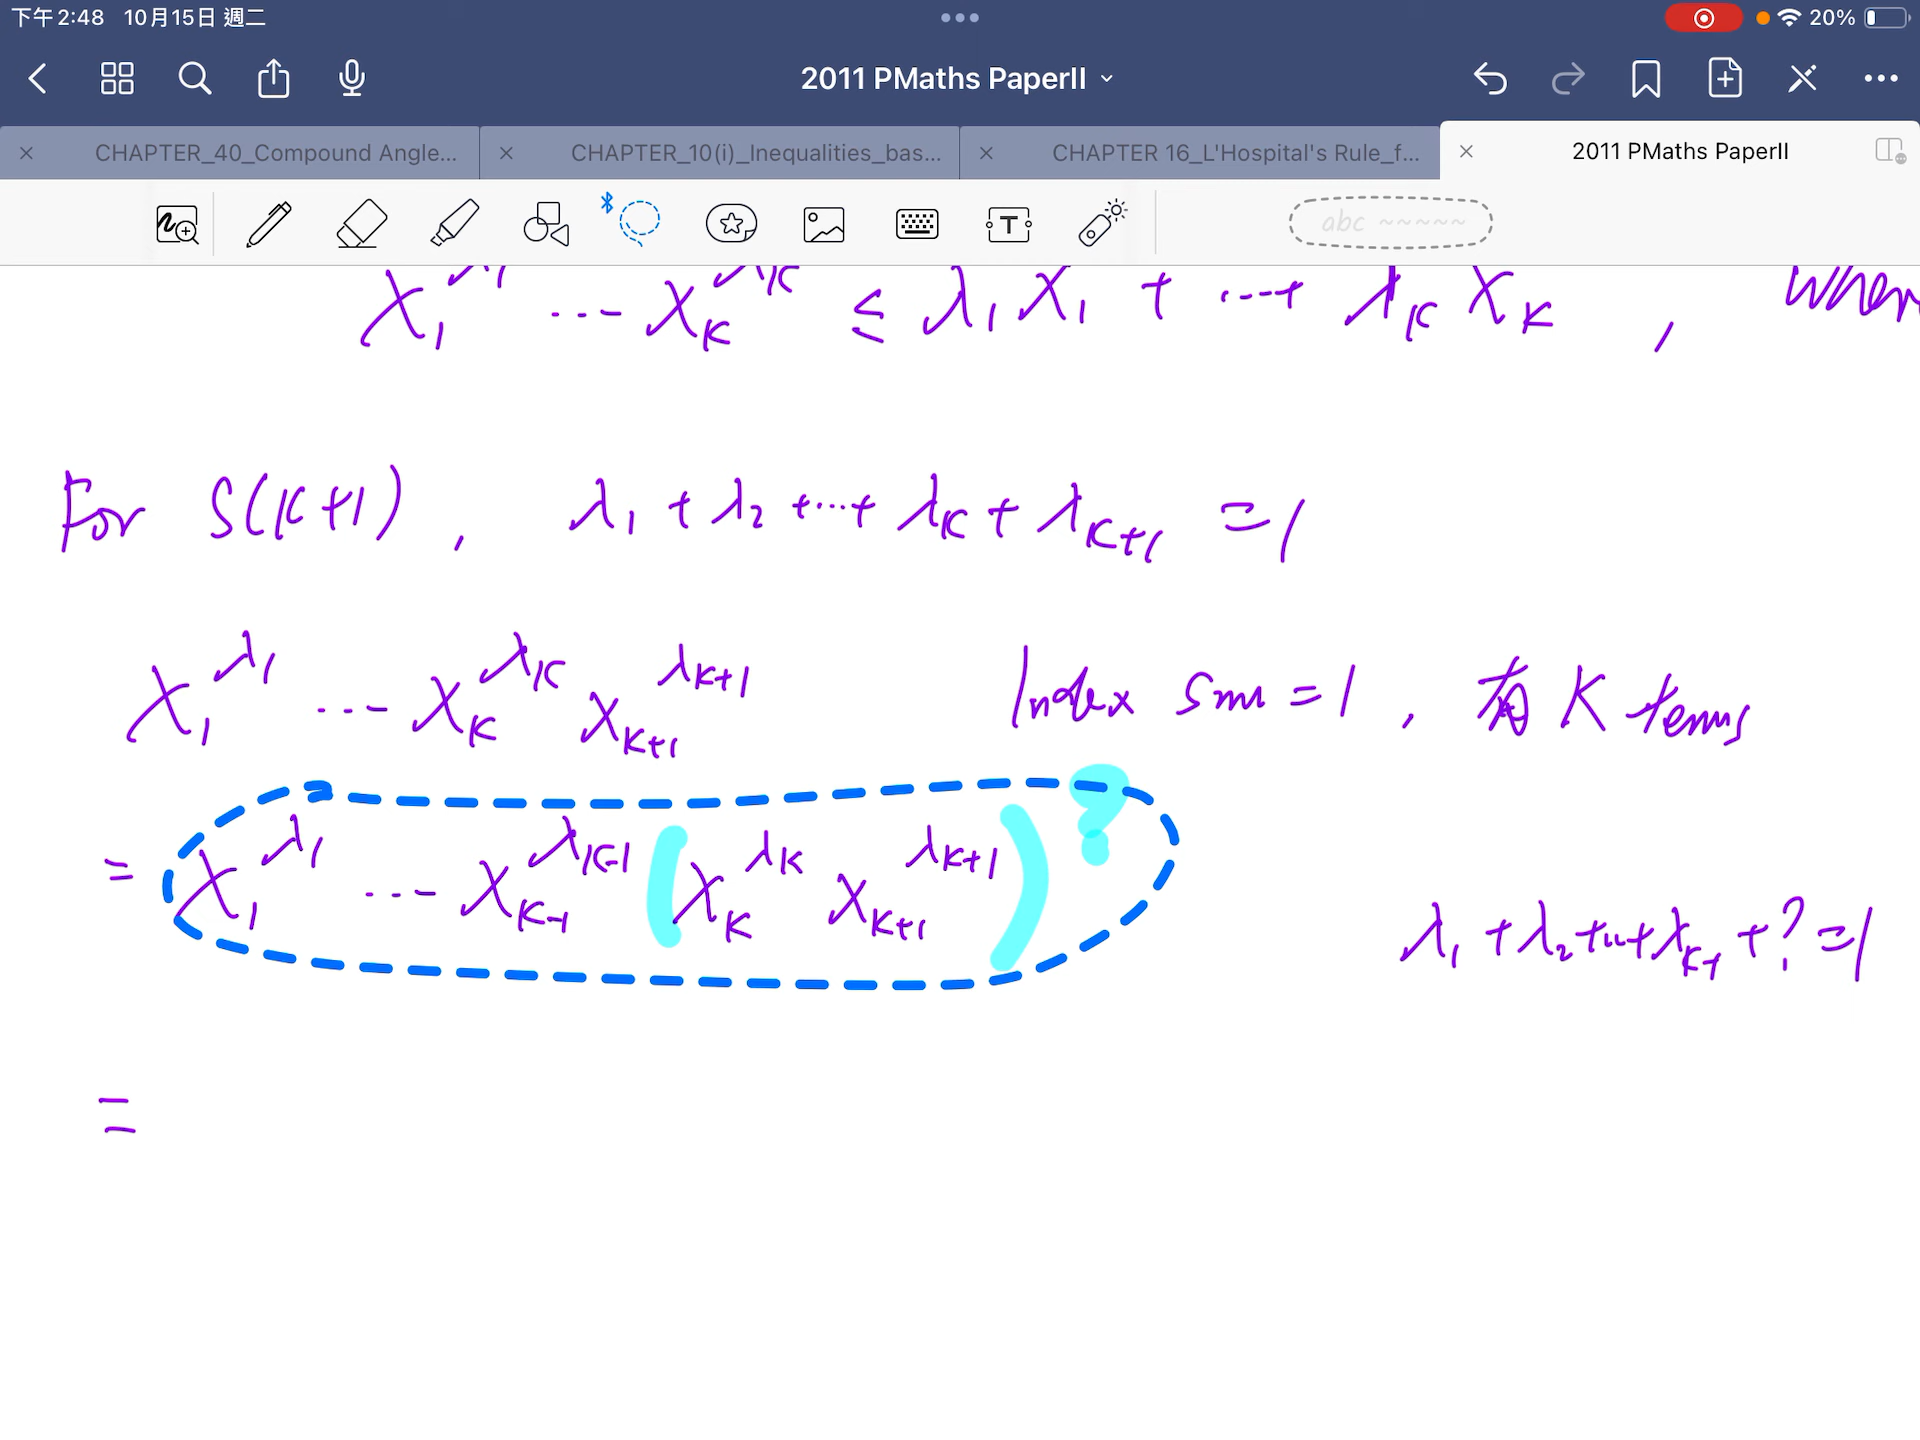 下午2:48 10月15日 週二
20%
2011 PMaths PaperII
CHAPTER_40_Compound Angle...
CHAPTER_10(i)_Inequalities_bas...
CHAPTER 16_L'Hospital's Rule_f...
2011 PMaths PaperII
abc
X₁^λ₁ ... X_K^λ_K ≤ λ₁X₁ + ... + λ_K X_K , wher
For S(K+1) , λ₁ + λ₂ + ... + λ_K + λ_{K+1} = 1
X₁^λ₁ ... X_K^λ_K X_{K+1}^λ_{K+1} Index sum = 1 , 有 K terms
= X₁^λ₁ ... X_{K-1}^λ_{K-1} ( X_K^λ_K X_{K+1}^λ_{K+1} )^?
λ₁ + λ₂ + ... + λ_{K-1} + ? = 1
=